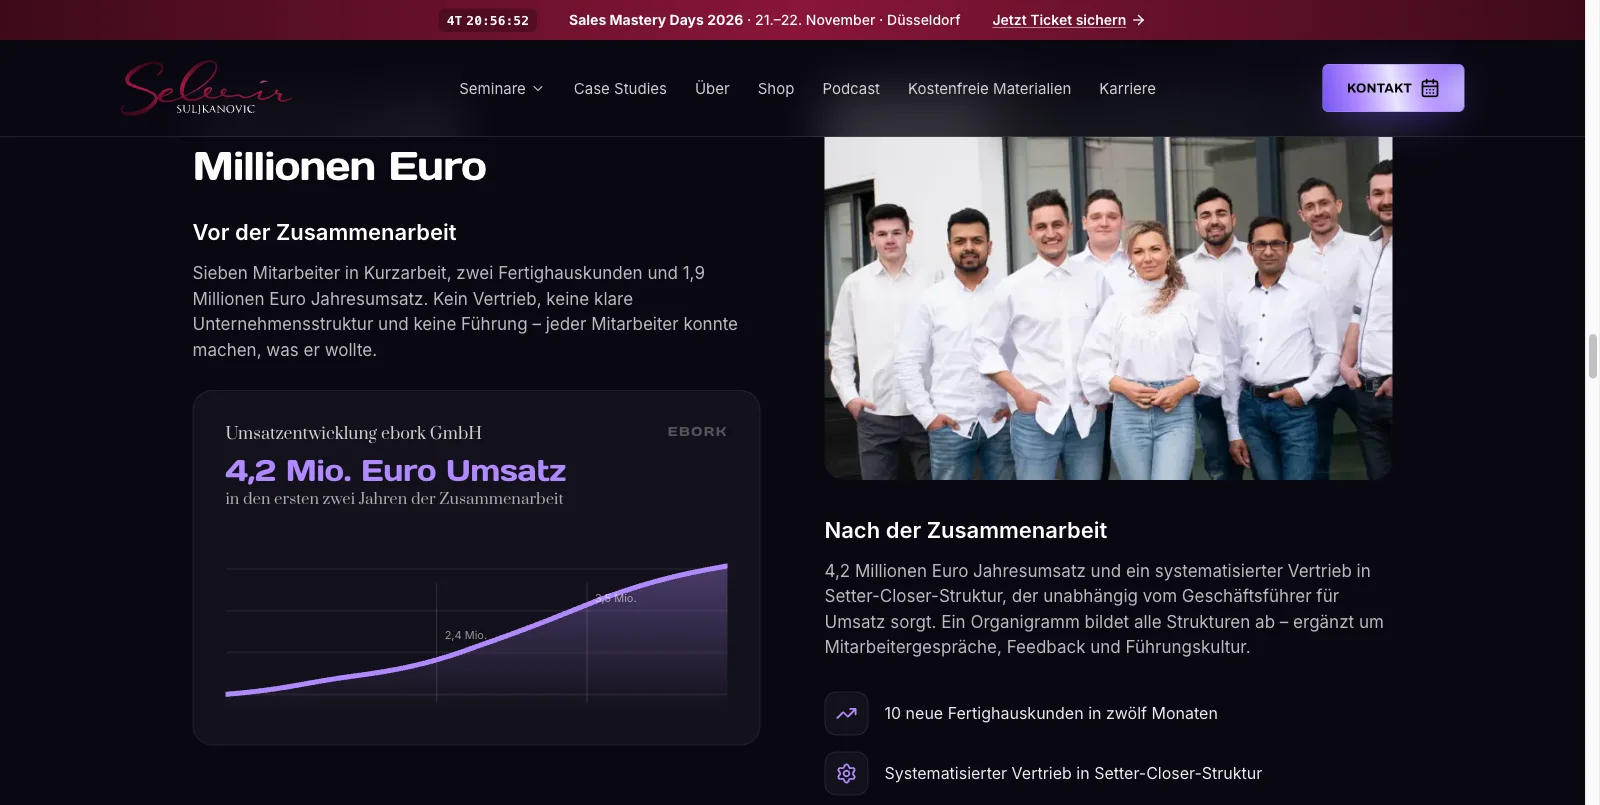 4T 20:56:52
Sales Mastery Days 2026 · 21.–22. November · Düsseldorf
Jetzt Ticket sichern →
Selemir
SULJKANOVIC
Seminare
Case Studies
Über
Shop
Podcast
Kostenfreie Materialien
Karriere
KONTAKT
Millionen Euro
Vor der Zusammenarbeit
Sieben Mitarbeiter in Kurzarbeit, zwei Fertighauskunden und 1,9
Millionen Euro Jahresumsatz. Kein Vertrieb, keine klare
Unternehmensstruktur und keine Führung – jeder Mitarbeiter konnte
machen, was er wollte.
Umsatzentwicklung ebork GmbH
EBORK
4,2 Mio. Euro Umsatz
in den ersten zwei Jahren der Zusammenarbeit
2,4 Mio.
Mio.
Nach der Zusammenarbeit
4,2 Millionen Euro Jahresumsatz und ein systematisierter Vertrieb in
Setter-Closer-Struktur, der unabhängig vom Geschäftsführer für
Umsatz sorgt. Ein Organigramm bildet alle Strukturen ab – ergänzt um
Mitarbeitergespräche, Feedback und Führungskultur.
10 neue Fertighauskunden in zwölf Monaten
Systematisierter Vertrieb in Setter-Closer-Struktur